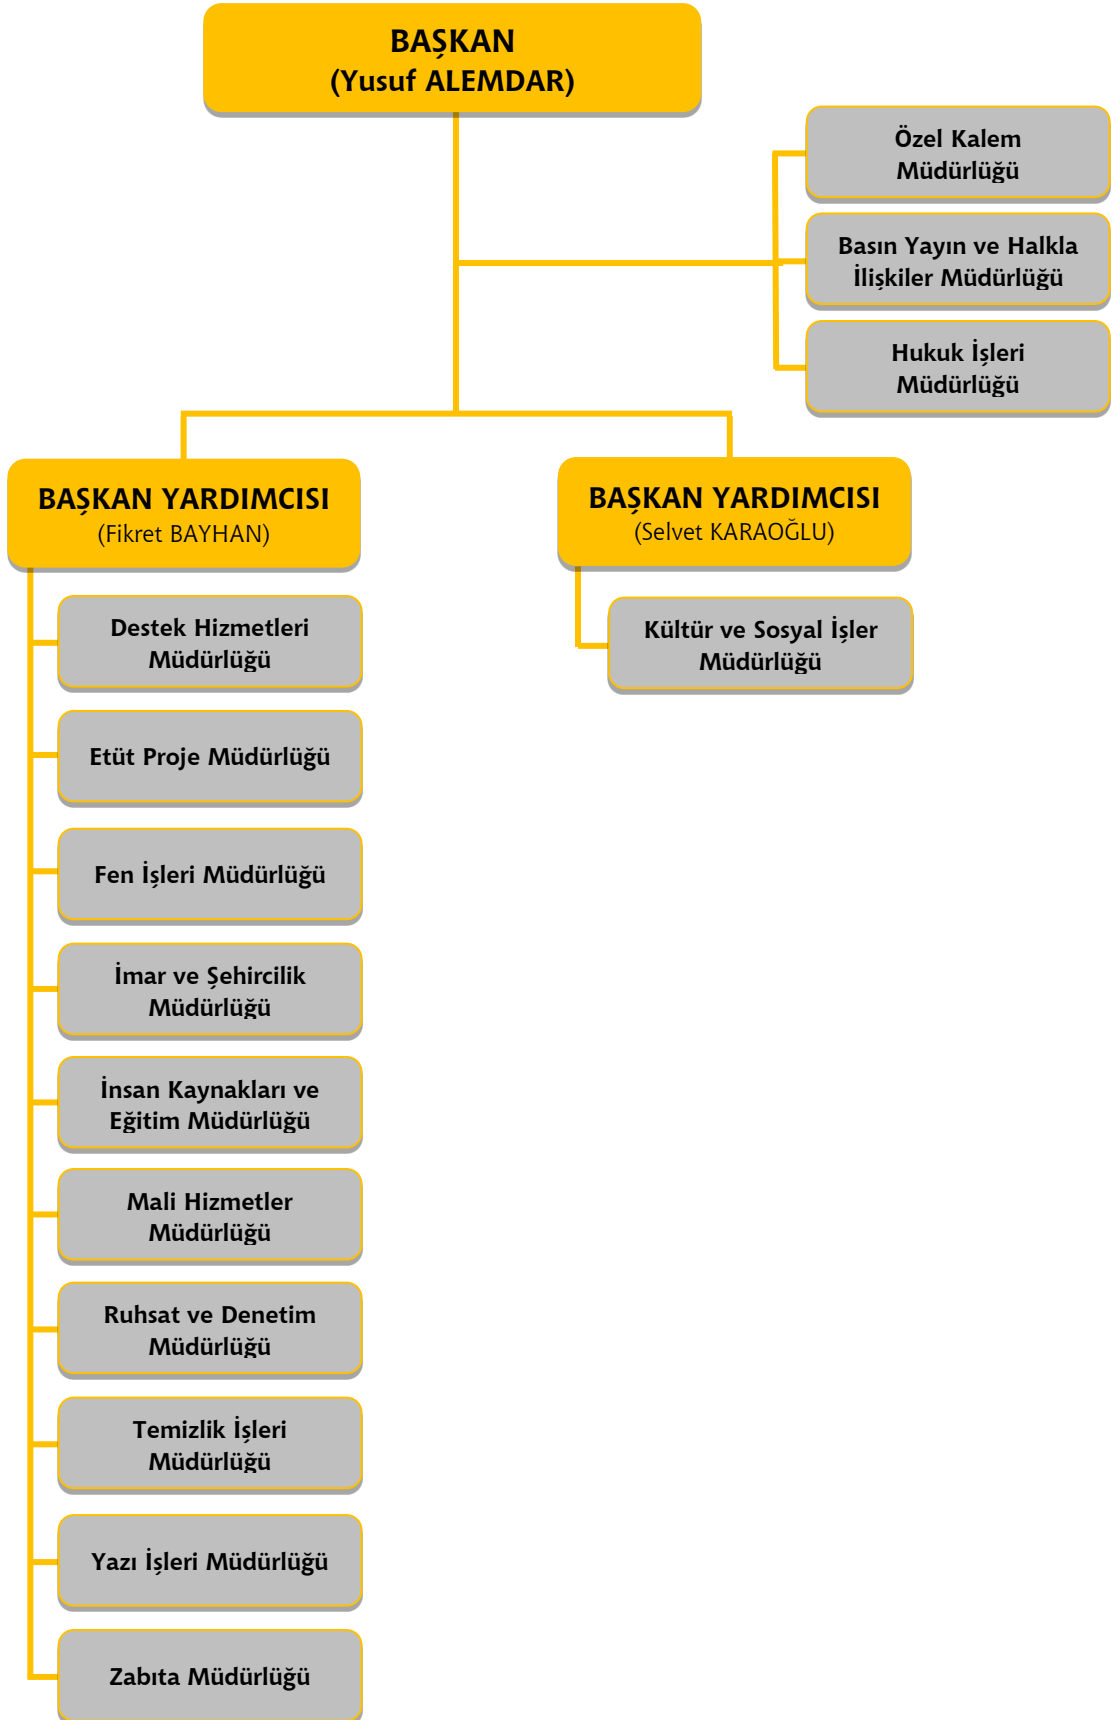 BAŞKAN
(Yusuf ALEMDAR)
Özel Kalem
Müdürlüğü
Basın Yayın ve Halkla
İlişkiler Müdürlüğü
Hukuk İşleri
Müdürlüğü
BAŞKAN YARDIMCISI
(Fikret BAYHAN)
BAŞKAN YARDIMCISI
(Selvet KARAOĞLU)
Destek Hizmetleri
Müdürlüğü
Kültür ve Sosyal İşler
Müdürlüğü
Etüt Proje Müdürlüğü
Fen İşleri Müdürlüğü
İmar ve Şehircilik
Müdürlüğü
İnsan Kaynakları ve
Eğitim Müdürlüğü
Mali Hizmetler
Müdürlüğü
Ruhsat ve Denetim
Müdürlüğü
Temizlik İşleri
Müdürlüğü
Yazı İşleri Müdürlüğü
Zabıta Müdürlüğü